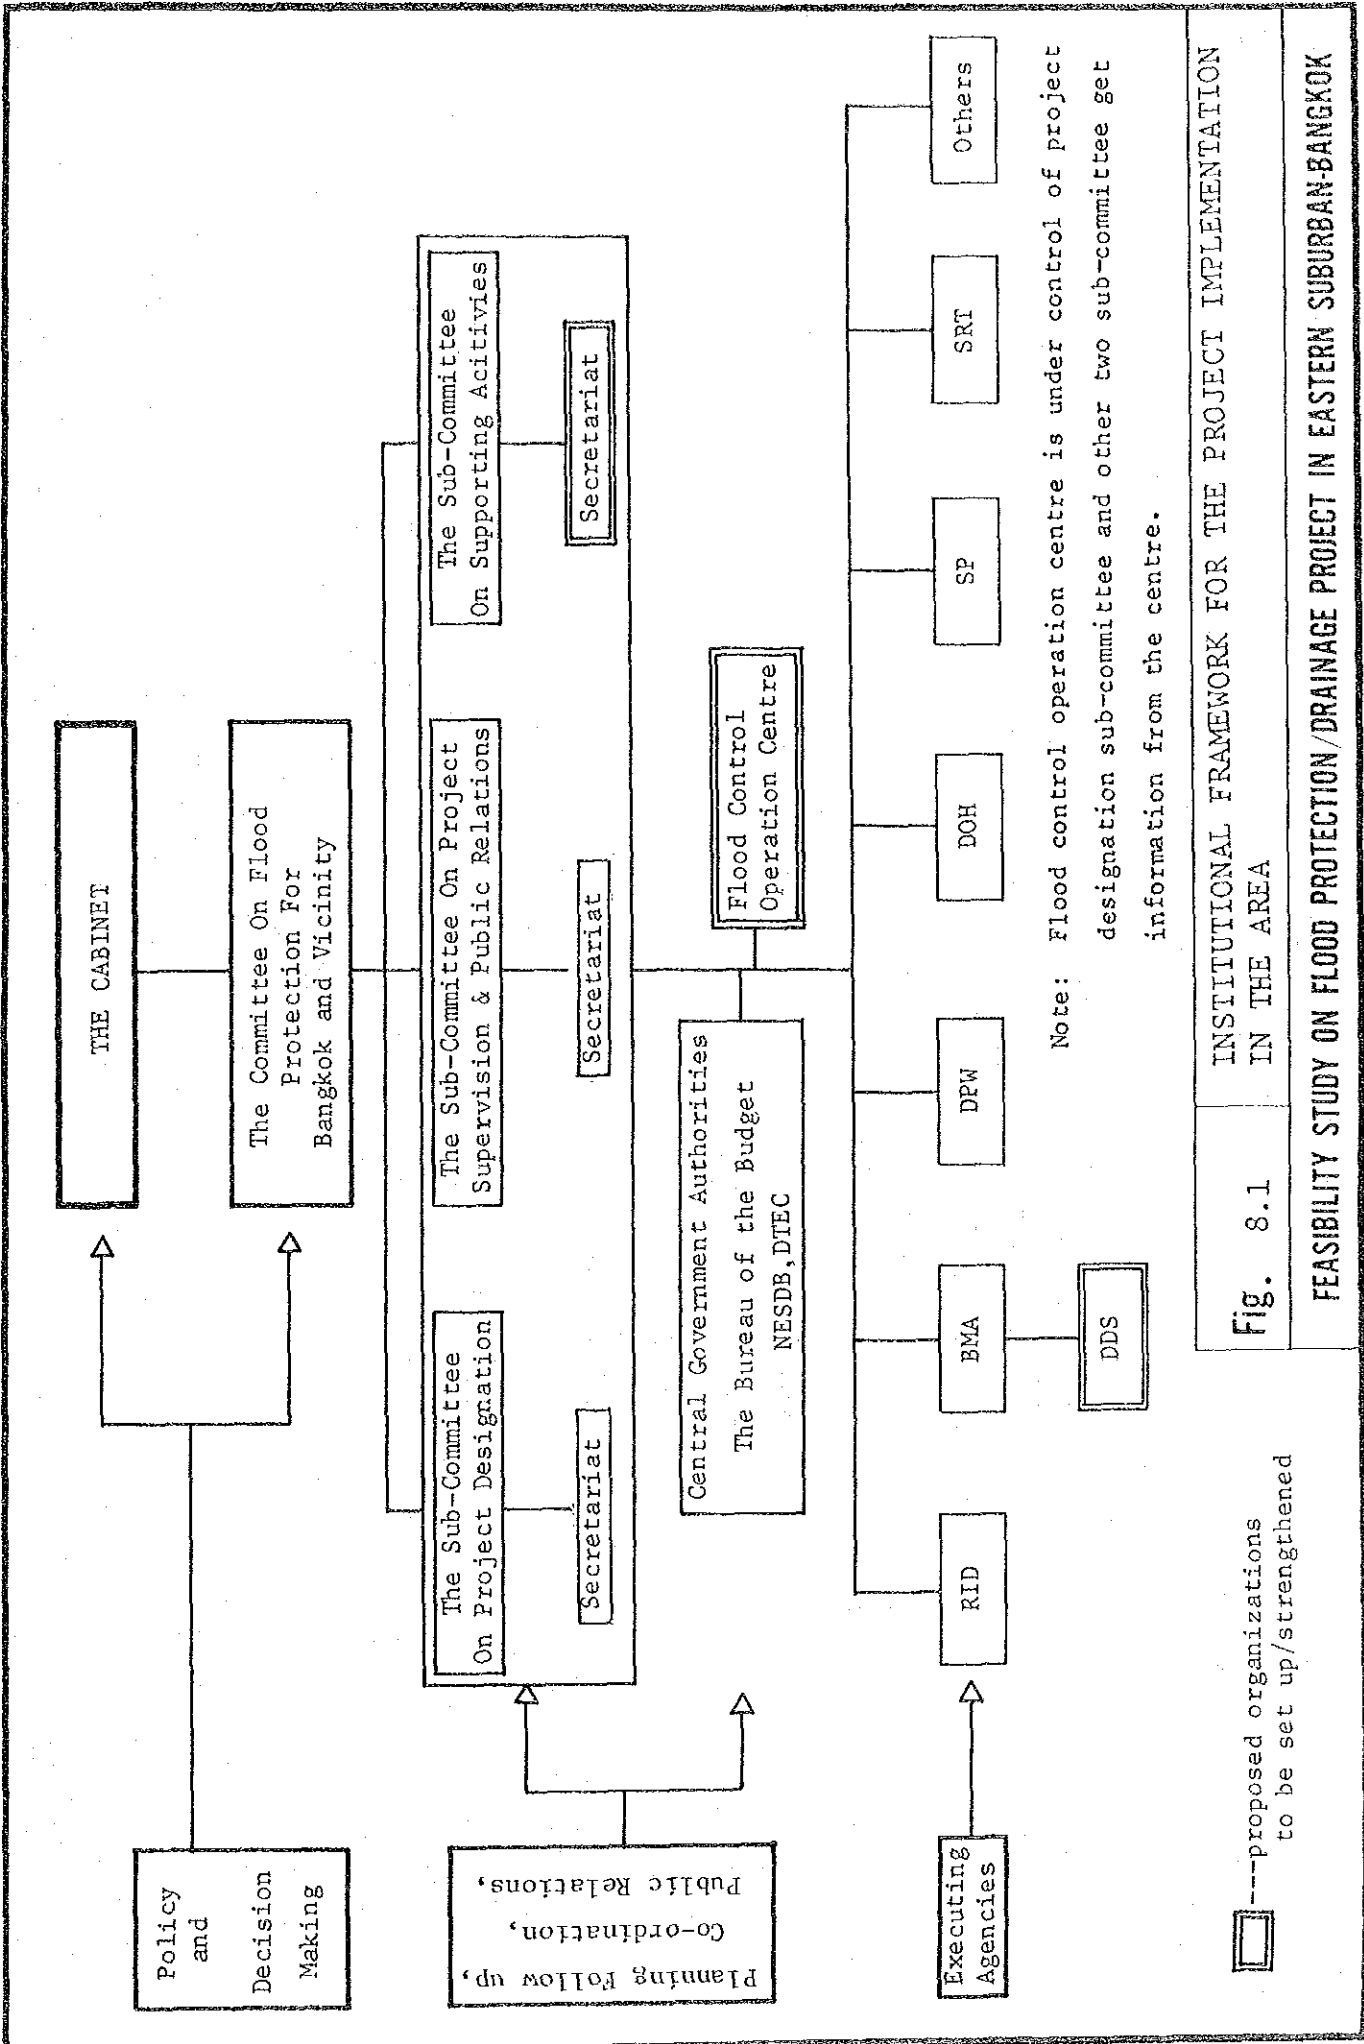 Policy
and
Decision
Making
THE CABINET
The Committee On Flood
Protection For
Bangkok and Vicinity
Planning Follow up,
Co-ordination,
Public Relations,
The Sub-Committee
On Project Designation
Secretariat
The Sub-Committee On Project
Supervision & Public Relations
Secretariat
The Sub-Committee
On Supporting Acitivies
Secretariat
Central Government Authorities
The Bureau of the Budget
NESDB,DTEC
Flood Control
Operation Centre
Executing
Agencies
RID
BMA
DPW
DOH
SP
SRT
Others
DDS
Note: Flood control operation centre is under control of project
designation sub-committee and other two sub-committee get
information from the centre.
----proposed organizations
to be set up/strengthened
Fig. 8.1
INSTITUTIONAL FRAMEWORK FOR THE PROJECT IMPLEMENTATION
IN THE AREA
FEASIBILITY STUDY ON FLOOD PROTECTION/DRAINAGE PROJECT IN EASTERN SUBURBAN-BANGKOK